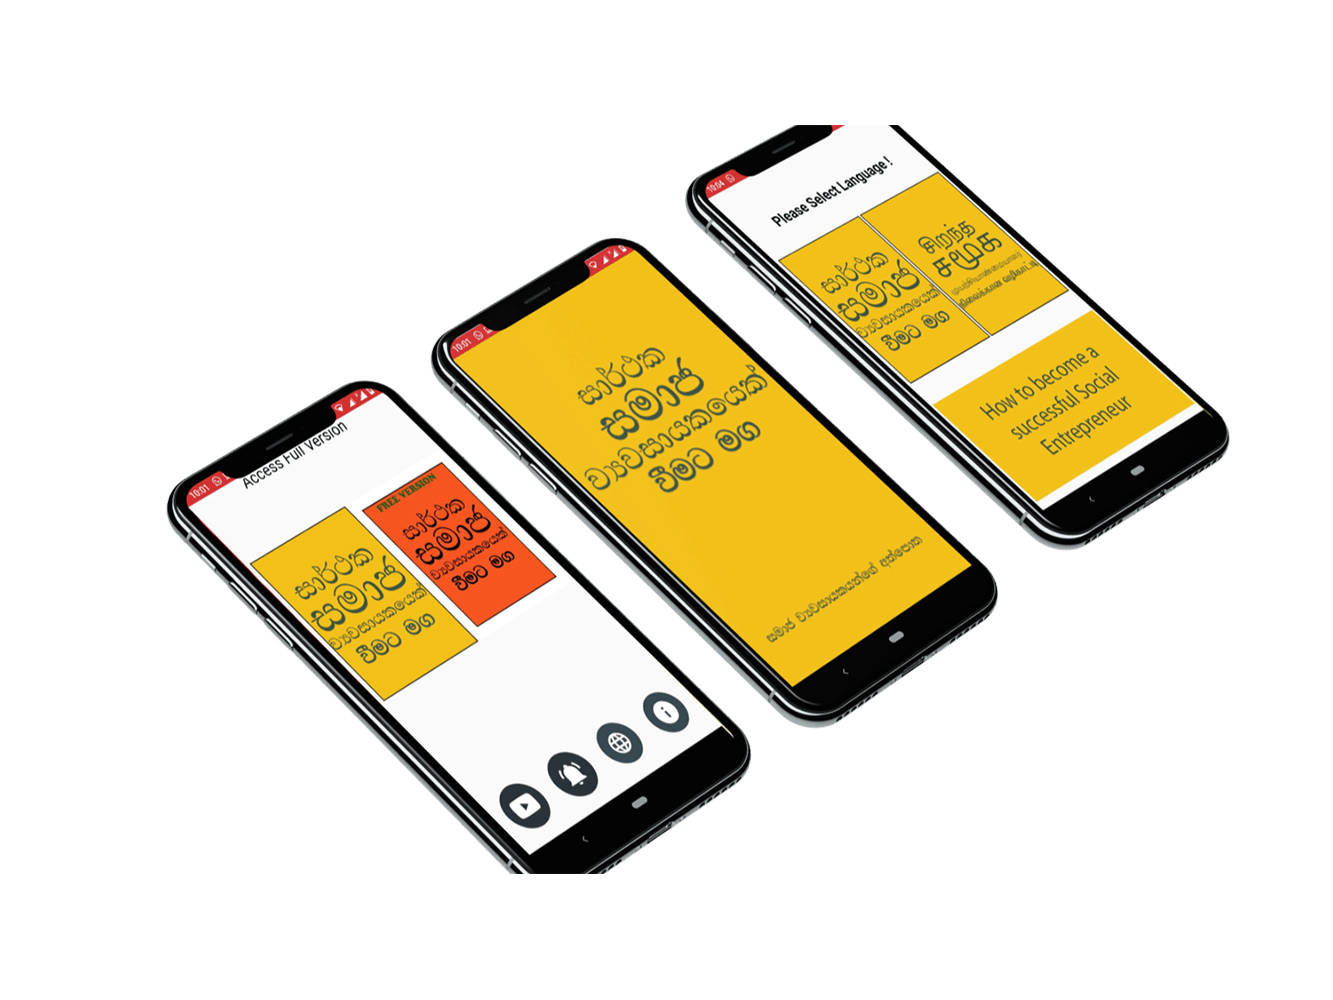 10:01
Access Full Version
සාර්ථක
සමාජ
ව්‍යවසායකයෙක්
වීමට මග
FREE VERSION
සාර්ථක
සමාජ
ව්‍යවසායකයෙක්
වීමට මග
10:01
සාර්ථක
සමාජ
ව්‍යවසායකයෙක්
වීමට මග
සමාජ ව්‍යවසායකයන්ගේ අත්පොත
10:04
Please Select Language !
සාර්ථක
සමාජ
ව්‍යවසායකයෙක්
වීමට මග
சிறந்த
சமூக
How to become a
successful Social
Entrepreneur